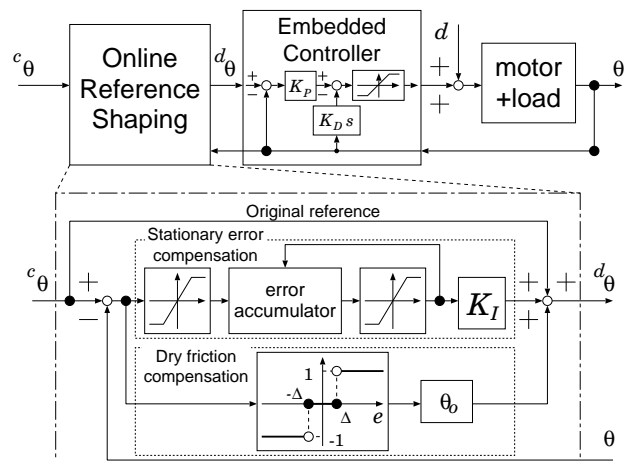 cθ
Online
Reference
Shaping
dθ
Embedded
Controller
+
−
K_P
+
−
K_D s
d
+
+
motor
+load
θ
Original reference
Stationary error
compensation
cθ
+
−
error
accumulator
K_I
+
+
+
dθ
Dry friction
compensation
1
-Δ
Δ
e
-1
θ_o
θ